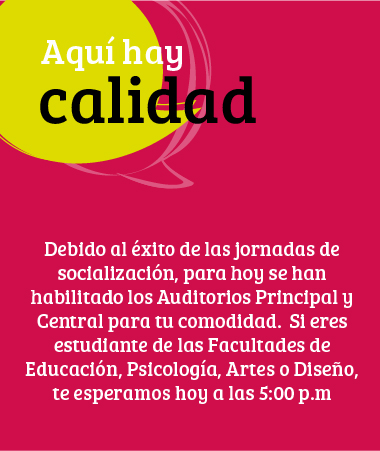 Aquí hay
calidad
Debido al éxito de las jornadas de
socialización, para hoy se han
habilitado los Auditorios Principal y
Central para tu comodidad.  Si eres
estudiante de las Facultades de
Educación, Psicología, Artes o Diseño,
te esperamos hoy a las 5:00 p.m